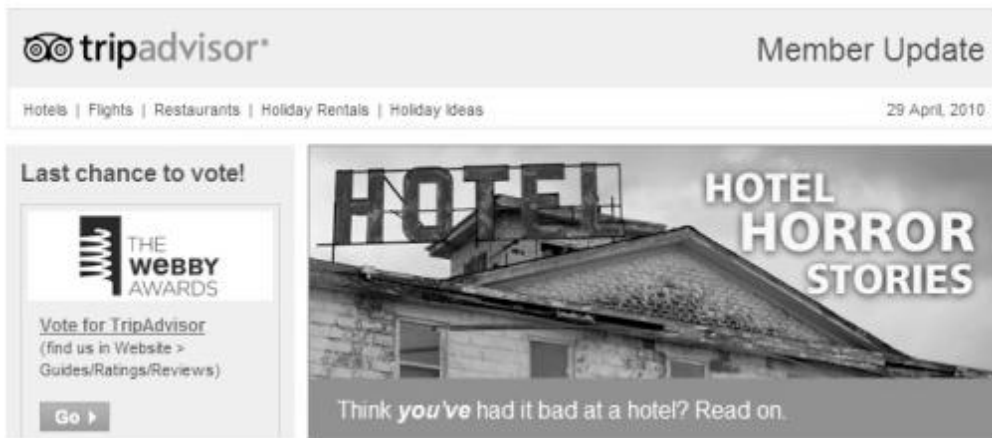 tripadvisor®
Member Update
Hotels | Flights | Restaurants | Holiday Rentals | Holiday Ideas
29 April, 2010
Last chance to vote!
THE
WEBBY
AWARDS
Vote for TripAdvisor
(find us in Website >
Guides/Ratings/Reviews)
Go
HOTEL
HOTEL
HORROR
STORIES
Think you've had it bad at a hotel? Read on.